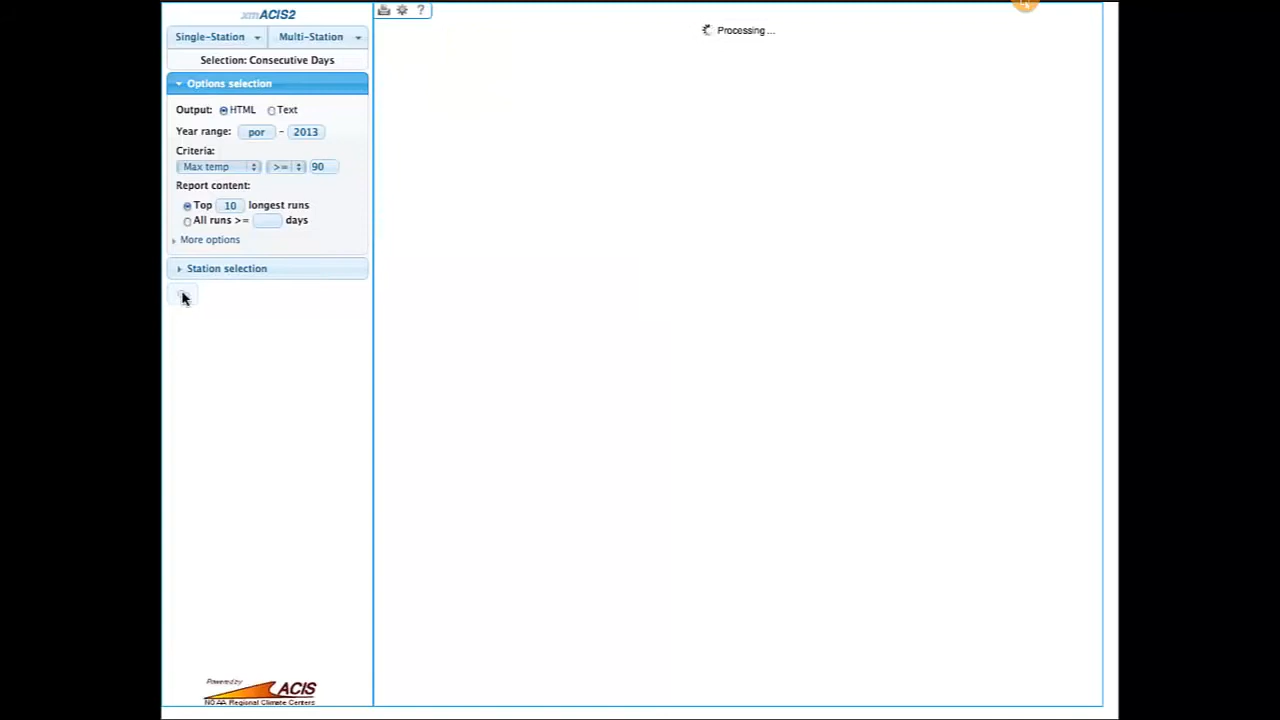 xmACIS2
Single-Station Multi-Station
Selection: Consecutive Days
Options selection
Output: HTML Text
Year range: por - 2013
Criteria:
Max temp >= 90
Report content:
Top 10 longest runs
All runs >= days
More options
Station selection
Processing...
?
Powered by
ACIS
NOAA Regional Climate Centers